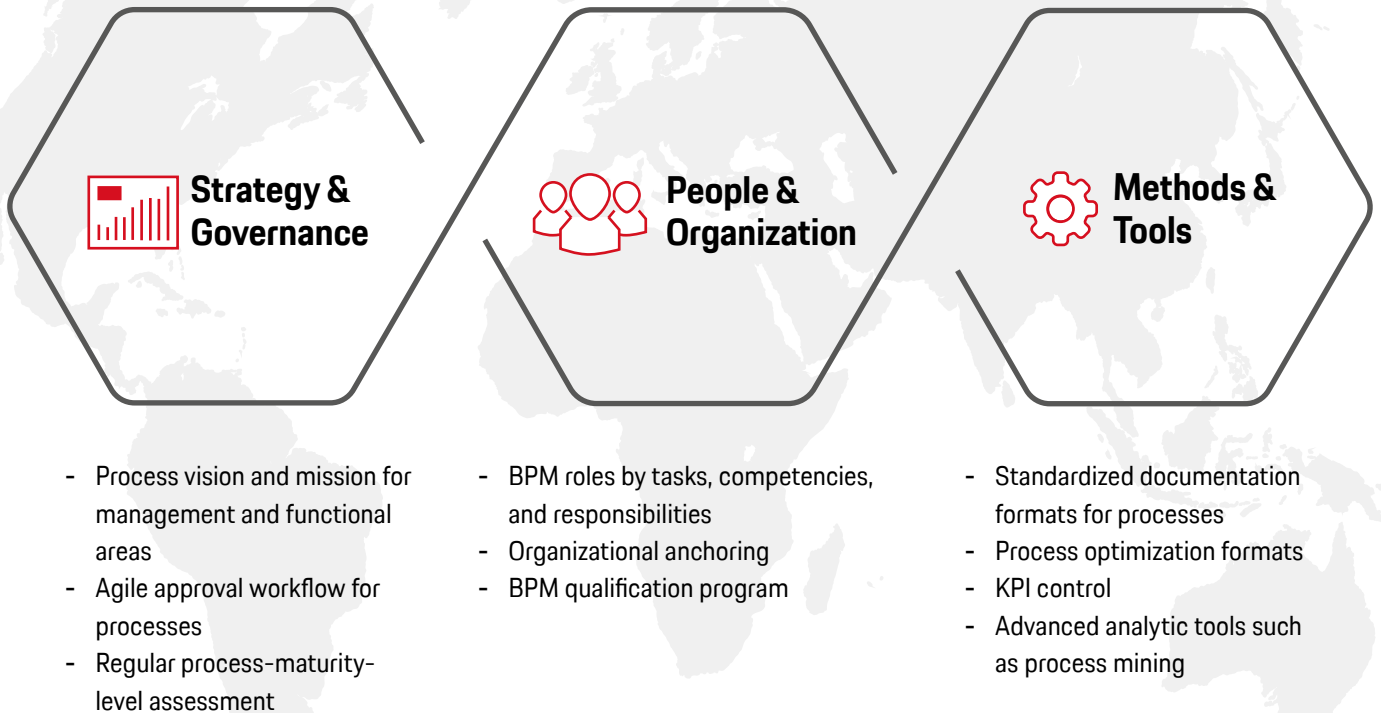 Strategy &
Governance
People &
Organization
Methods &
Tools
- Process vision and mission for
management and functional
areas
- Agile approval workflow for
processes
- Regular process-maturity-
level assessment
- BPM roles by tasks, competencies,
and responsibilities
- Organizational anchoring
- BPM qualification program
- Standardized documentation
formats for processes
- Process optimization formats
- KPI control
- Advanced analytic tools such
as process mining